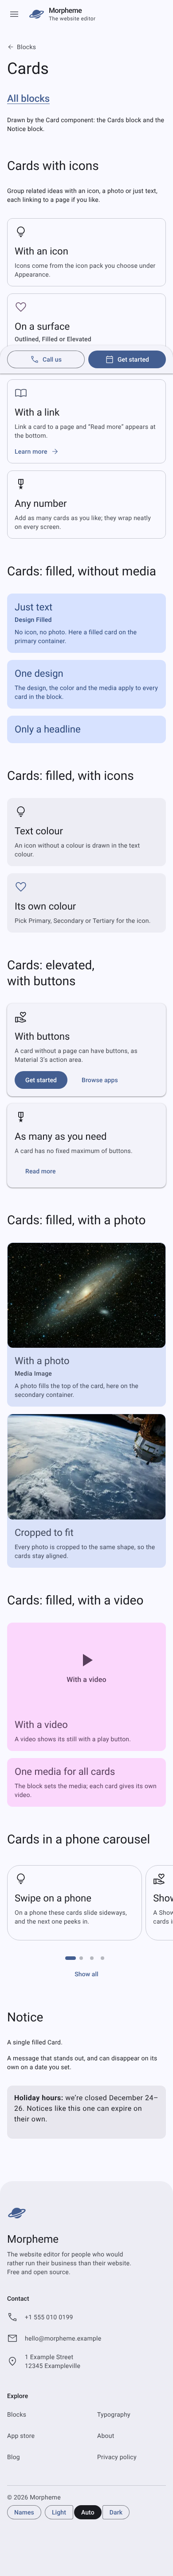 Morpheme
The website editor
Blocks
Cards
All blocks
Drawn by the Card component: the Cards block and the
Notice block.
Cards with icons
Group related ideas with an icon, a photo or just text,
each linking to a page if you like.
With an icon
Icons come from the icon pack you choose under
Appearance.
On a surface
Outlined, Filled or Elevated
Call us
Get started
With a link
Link a card to a page and “Read more” appears at
the bottom.
Learn more
Any number
Add as many cards as you like; they wrap neatly
on every screen.
Cards: filled, without media
Just text
Design Filled
No icon, no photo. Here a filled card on the
primary container.
One design
The design, the color and the media apply to every
card in the block.
Only a headline
Cards: filled, with icons
Text colour
An icon without a colour is drawn in the text
colour.
Its own colour
Pick Primary, Secondary or Tertiary for the icon.
Cards: elevated,
with buttons
With buttons
A card without a page can have buttons, as
Material 3’s action area.
Get started
Browse apps
As many as you need
A card has no fixed maximum of buttons.
Read more
Cards: filled, with a photo
With a photo
Media Image
A photo fills the top of the card, here on the
secondary container.
Cropped to fit
Every photo is cropped to the same shape, so the
cards stay aligned.
Cards: filled, with a video
With a video
With a video
A video shows its still with a play button.
One media for all cards
The block sets the media; each card gives its own
video.
Cards in a phone carousel
Swipe on a phone
On a phone these cards slide sideways,
and the next one peeks in.
Show
A Show
cards i
Show all
Notice
A single filled Card.
A message that stands out, and can disappear on its
own on a date you set.
Holiday hours: we’re closed December 24–
26. Notices like this one can expire on
their own.
Morpheme
The website editor for people who would
rather run their business than their website.
Free and open source.
Contact
+1 555 010 0199
hello@morpheme.example
1 Example Street
12345 Exampleville
Explore
Blocks
Typography
App store
About
Blog
Privacy policy
© 2026 Morpheme
Names
Light
Auto
Dark